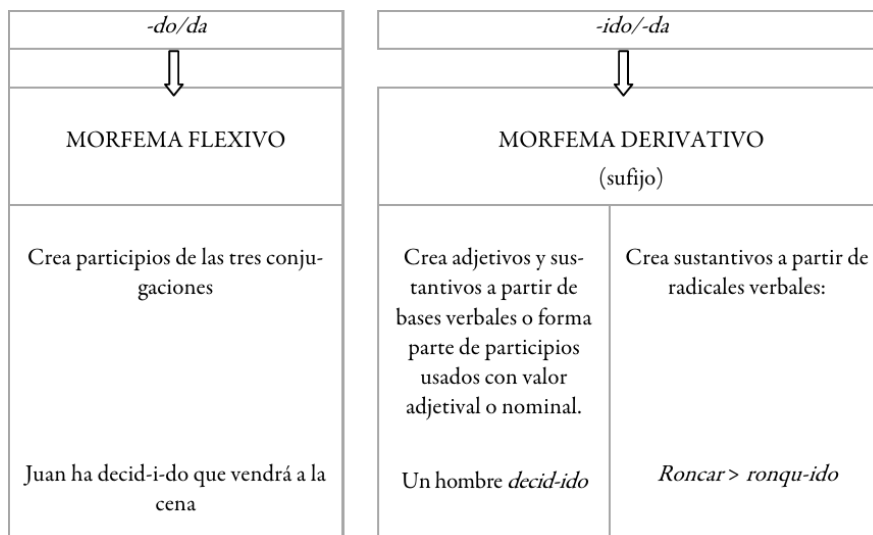 -do/da
MORFEMA FLEXIVO
Crea participios de las tres conju-
gaciones
Juan ha decid-i-do que vendrá a la
cena
-ido/-da
MORFEMA DERIVATIVO
(sufijo)
Crea adjetivos y sus-
tantivos a partir de
bases verbales o forma
parte de participios
usados con valor
adjetival o nominal.
Un hombre decid-ido
Crea sustantivos a partir de
radicales verbales:
Roncar > ronqu-ido